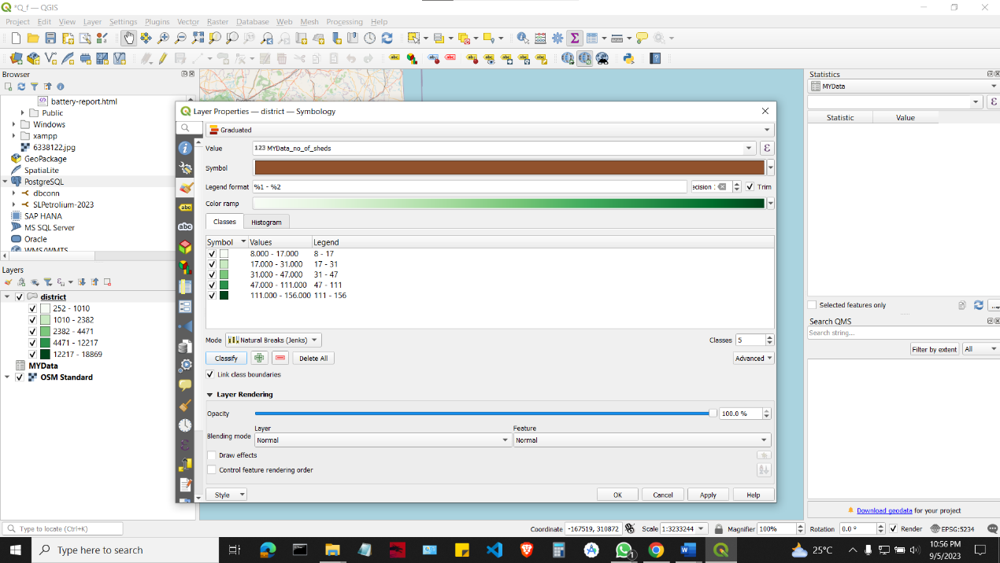 *Q_f — QGIS
Project Edit View Layer Settings Plugins Vector Raster Database Web Mesh Processing Help
Browser
battery-report.html
Public
Windows
xampp
6338122.jpg
GeoPackage
SpatiaLite
PostgreSQL
dbconn
SLPetrolium-2023
SAP HANA
MS SQL Server
Oracle
WMS/WMTS
Layers
district
252 - 1010
1010 - 2382
2382 - 4471
4471 - 12217
12217 - 18869
MYData
OSM Standard
Layer Properties — district — Symbology
Graduated
Value 123 MYData_no_of_sheds
Symbol
Legend format %1 - %2 Trim
Color ramp
Classes Histogram
Symbol Values Legend
8.000 - 17.000 8 - 17
17.000 - 31.000 17 - 31
31.000 - 47.000 31 - 47
47.000 - 111.000 47 - 111
111.000 - 156.000 111 - 156
Mode Natural Breaks (Jenks) Classes 5
Classify Delete All Advanced
Link class boundaries
Layer Rendering
Opacity 100.0 %
Layer Feature
Blending mode Normal Normal
Draw effects
Control feature rendering order
Style OK Cancel Apply Help
Statistics
MYData
Statistic Value
Selected features only
Search QMS
Search string...
Filter by extent All
Download geodata for your project
Type to locate (Ctrl+K) Coordinate -167519, 310872 Scale 1:3233244 Magnifier 100% Rotation 0.0 ° Render EPSG:5234
Type here to search 25°C 10:56 PM
9/5/2023